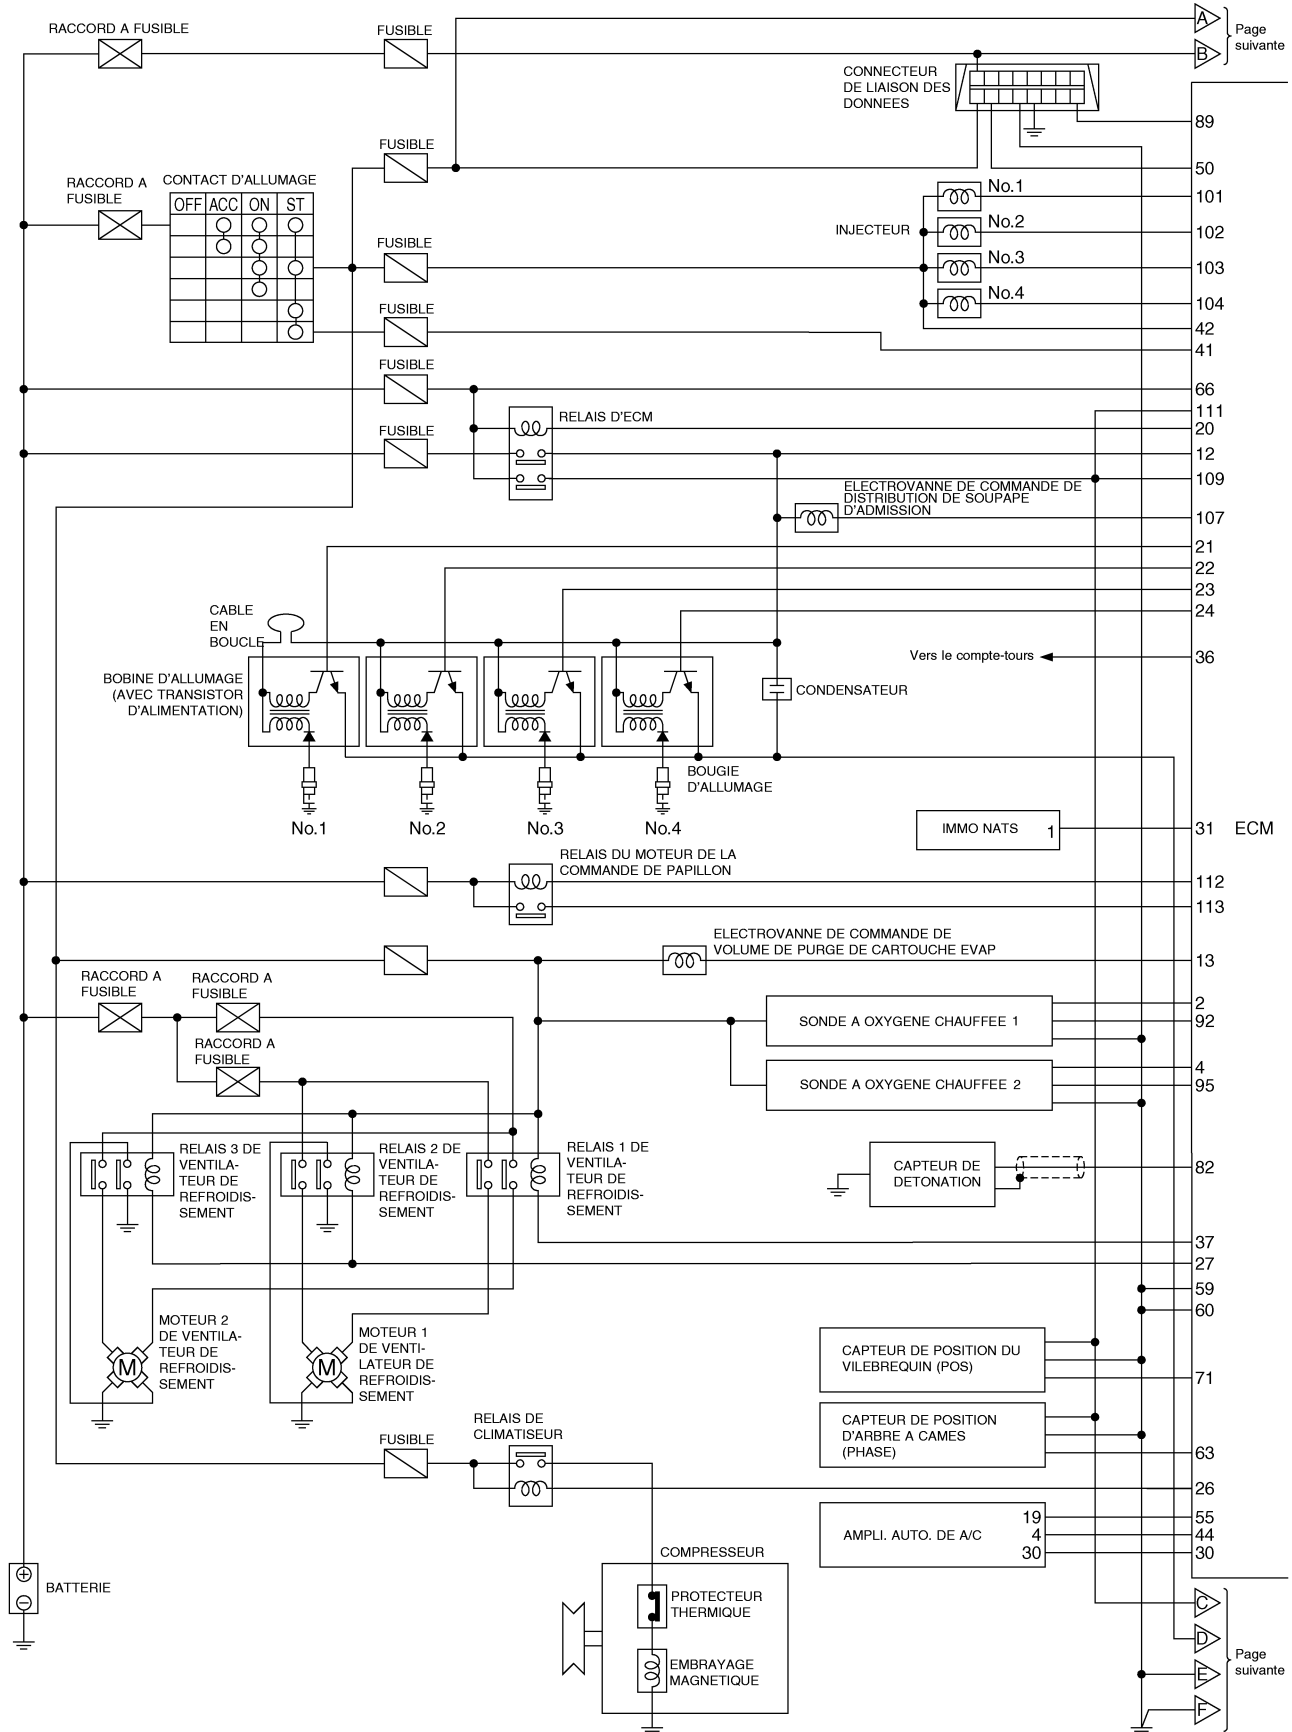 RACCORD A FUSIBLE
FUSIBLE
A
B
Page
suivante
CONNECTEUR
DE LIAISON DES
DONNEES
89
FUSIBLE
50
RACCORD A
FUSIBLE
CONTACT D'ALLUMAGE
OFF ACC ON ST
No.1
101
INJECTEUR
No.2
102
FUSIBLE
No.3
103
No.4
104
FUSIBLE
42
41
FUSIBLE
66
111
RELAIS D'ECM
20
FUSIBLE
12
109
ELECTROVANNE DE COMMANDE DE
DISTRIBUTION DE SOUPAPE
D'ADMISSION
107
21
22
23
24
CABLE
EN
BOUCLE
Vers le compte-tours
36
BOBINE D'ALLUMAGE
(AVEC TRANSISTOR
D'ALIMENTATION)
CONDENSATEUR
BOUGIE
D'ALLUMAGE
No.1
No.2
No.3
No.4
IMMO NATS 1
31 ECM
RELAIS DU MOTEUR DE LA
COMMANDE DE PAPILLON
112
113
ELECTROVANNE DE COMMANDE DE
VOLUME DE PURGE DE CARTOUCHE EVAP
13
RACCORD A
FUSIBLE
RACCORD A
FUSIBLE
RACCORD A
FUSIBLE
2
SONDE A OXYGENE CHAUFFEE 1
92
4
SONDE A OXYGENE CHAUFFEE 2
95
RELAIS 3 DE
VENTILA-
TEUR DE
REFROIDIS-
SEMENT
RELAIS 2 DE
VENTILA-
TEUR DE
REFROIDIS-
SEMENT
RELAIS 1 DE
VENTILA-
TEUR DE
REFROIDIS-
SEMENT
CAPTEUR DE
DETONATION
82
37
27
59
60
MOTEUR 2
DE VENTILA-
TEUR DE
REFROIDIS-
SEMENT
M
MOTEUR 1
DE VENTI-
LATEUR DE
REFROIDIS-
SEMENT
M
CAPTEUR DE POSITION DU
VILEBREQUIN (POS)
71
CAPTEUR DE POSITION
D'ARBRE A CAMES
(PHASE)
63
FUSIBLE
RELAIS DE
CLIMATISEUR
26
AMPLI. AUTO. DE A/C
19
4
30
55
44
30
BATTERIE
COMPRESSEUR
PROTECTEUR
THERMIQUE
EMBRAYAGE
MAGNETIQUE
C
D
E
F
Page
suivante